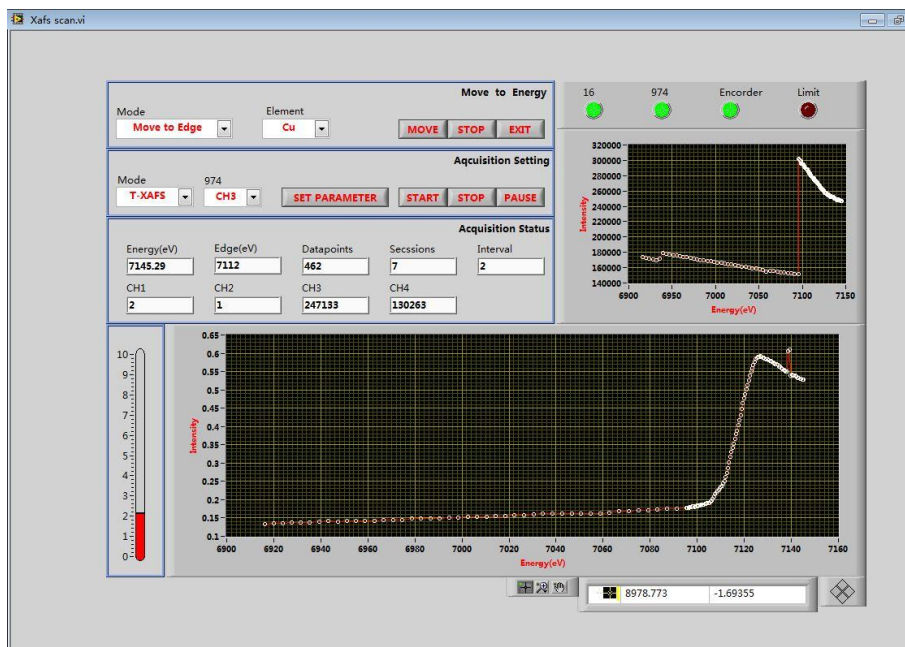 Xafs scan.vi
Move to Energy
Mode
Element
Move to Edge
Cu
MOVE
STOP
EXIT
Aqcuisition Setting
Mode
974
T-XAFS
CH3
SET PARAMETER
START
STOP
PAUSE
Acquisition Status
Energy(eV)
Edge(eV)
Datapoints
Secssions
Interval
7145.29
7112
462
7
2
CH1
CH2
CH3
CH4
2
1
247133
130263
16
974
Encorder
Limit
320000
300000
280000
260000
240000
220000
200000
180000
160000
140000
Intensity
6900
6950
7000
7050
7100
7150
Energy(eV)
10
9
8
7
6
5
4
3
2
1
0
0.65
0.6
0.55
0.5
0.45
0.4
0.35
0.3
0.25
0.2
0.15
0.1
Intensity
6900
6920
6940
6960
6980
7000
7020
7040
7060
7080
7100
7120
7140
7160
Energy(eV)
8978.773
-1.69355